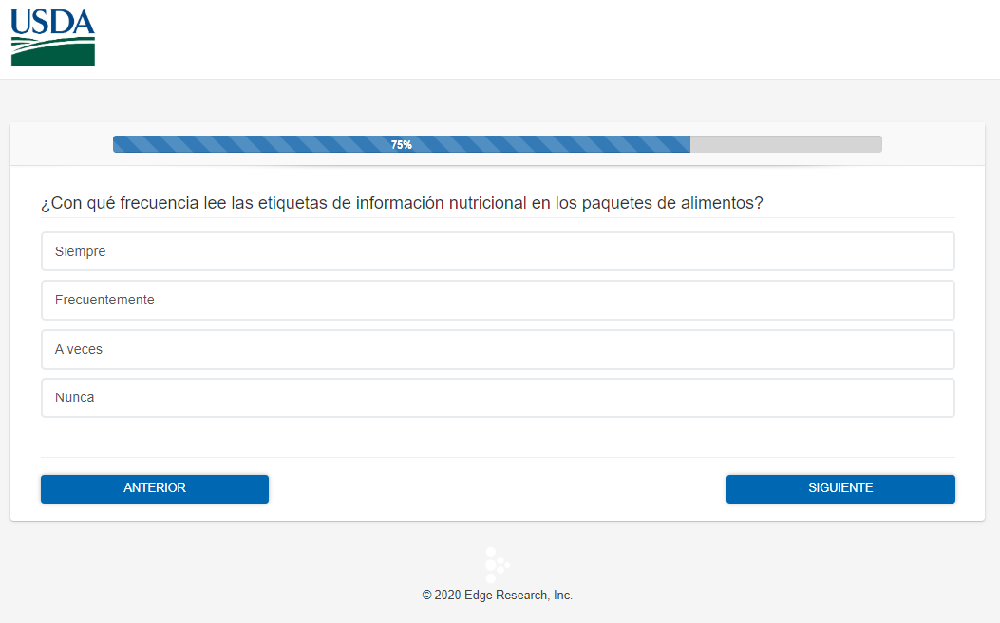 USDA
75%
¿Con qué frecuencia lee las etiquetas de información nutricional en los paquetes de alimentos?
Siempre
Frecuentemente
A veces
Nunca
ANTERIOR
SIGUIENTE
© 2020 Edge Research, Inc.